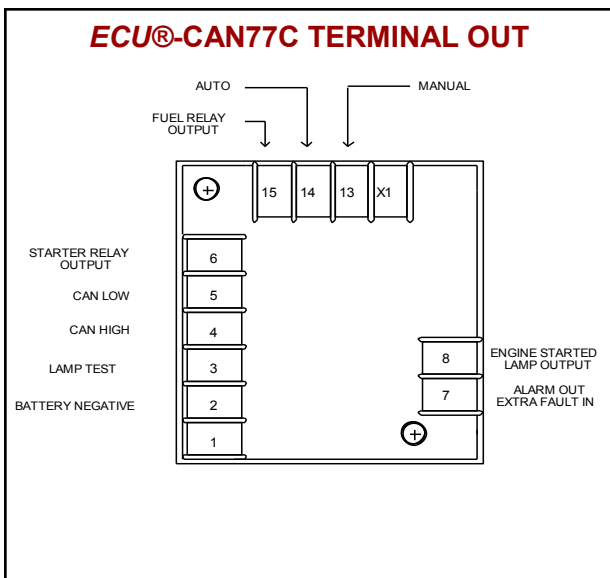 ECU®-CAN77C TERMINAL OUT
AUTO
MANUAL
FUEL RELAY
OUTPUT
15
14
13
X1
STARTER RELAY
OUTPUT
6
CAN LOW
5
CAN HIGH
4
LAMP TEST
3
BATTERY NEGATIVE
2
1
8
ENGINE STARTED
LAMP OUTPUT
7
ALARM OUT
EXTRA FAULT IN